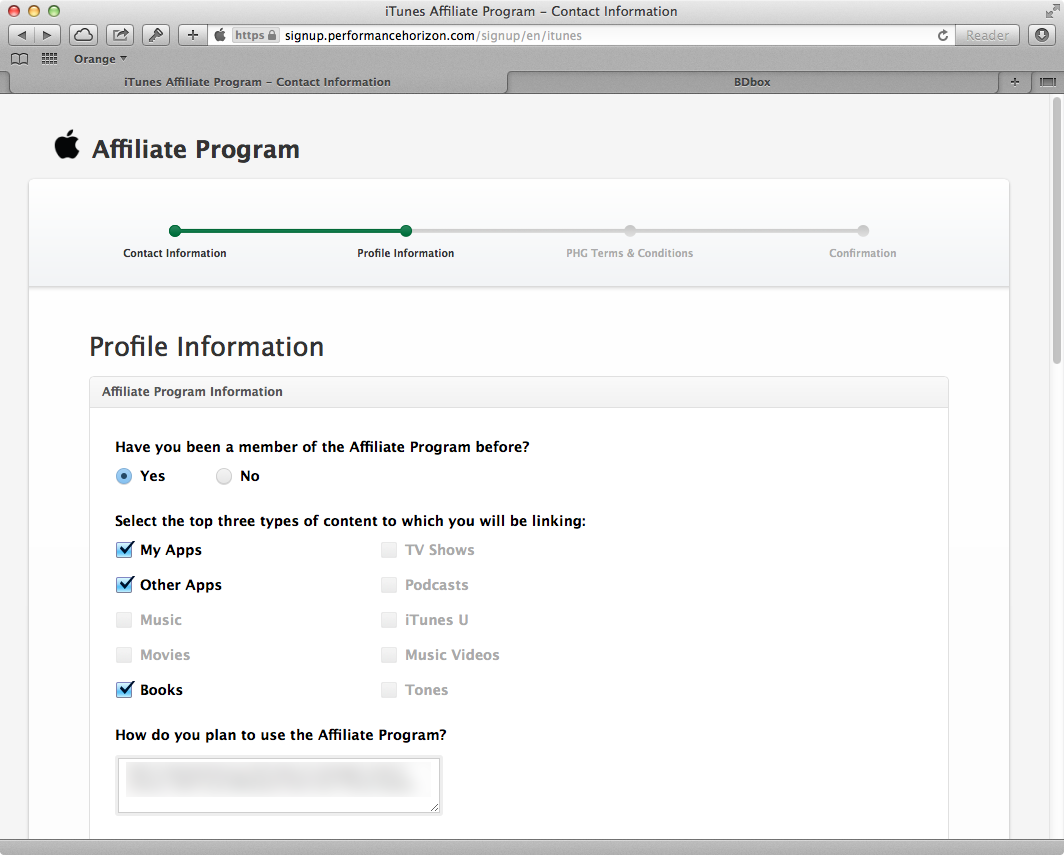 iTunes Affiliate Program – Contact Information
https signup.performancehorizon.com/signup/en/itunes Reader
Orange
iTunes Affiliate Program – Contact Information BDbox
Affiliate Program
Contact Information Profile Information PHG Terms & Conditions Confirmation
Profile Information
Affiliate Program Information
Have you been a member of the Affiliate Program before?
Yes No
Select the top three types of content to which you will be linking:
My Apps TV Shows
Other Apps Podcasts
Music iTunes U
Movies Music Videos
Books Tones
How do you plan to use the Affiliate Program?